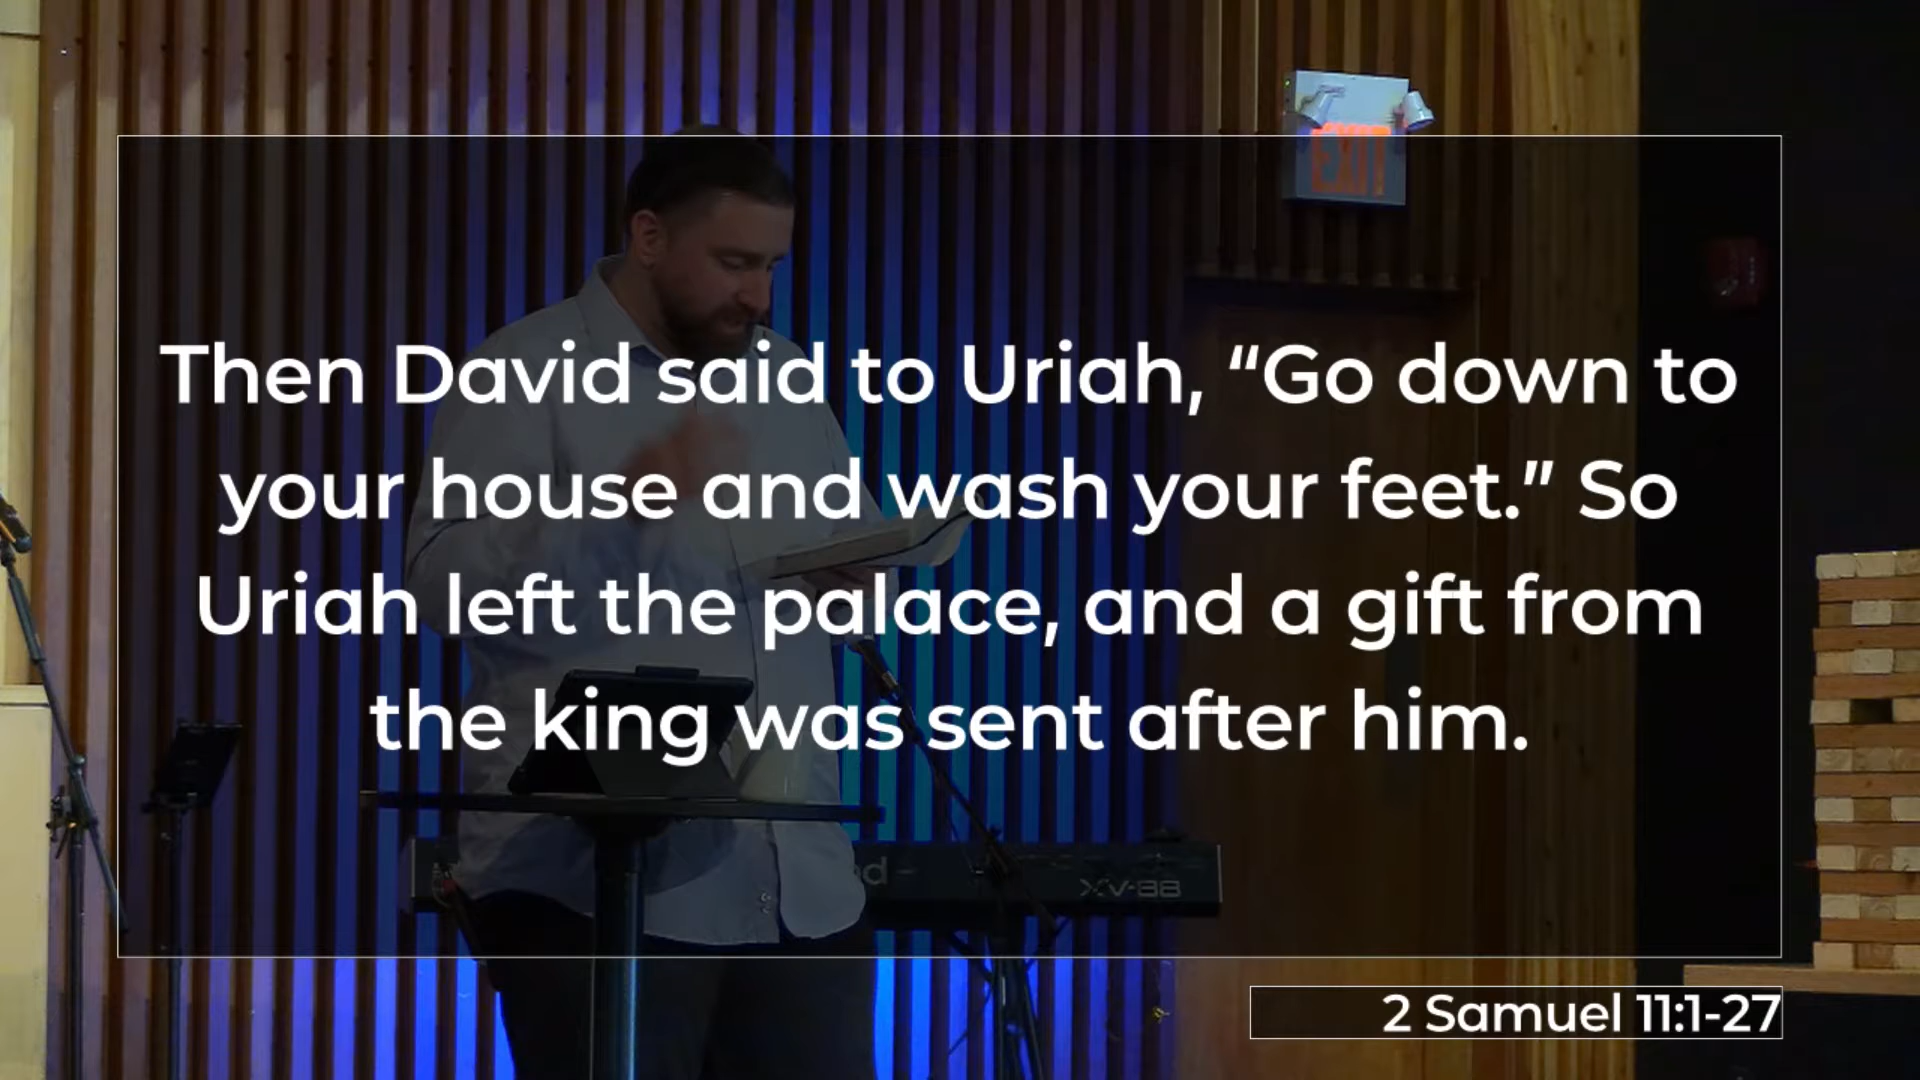 EXIT
Then David said to Uriah, “Go down to
your house and wash your feet.” So
Uriah left the palace, and a gift from
the king was sent after him.
XV-88
2 Samuel 11:1-27